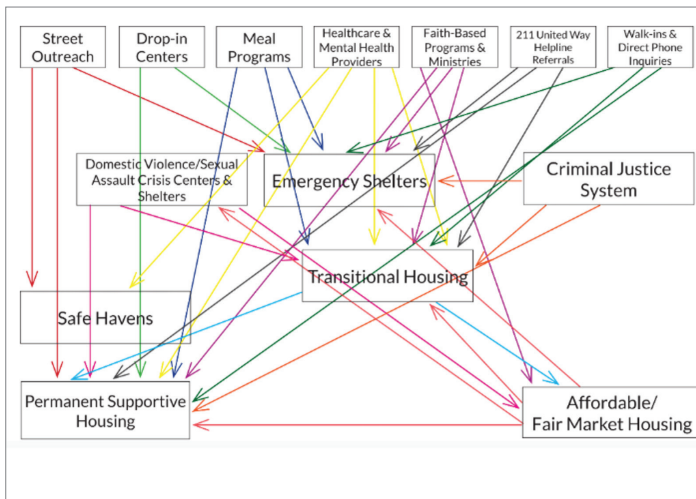 Street
Outreach
Drop-in
Centers
Meal
Programs
Healthcare &
Mental Health
Providers
Faith-Based
Programs &
Ministries
211 United Way
Helpline
Referrals
Walk-ins &
Direct Phone
Inquiries
Domestic Violence/Sexual
Assault Crisis Centers &
Shelters
Emergency Shelters
Criminal Justice
System
Transitional Housing
Safe Havens
Permanent Supportive
Housing
Affordable/
Fair Market Housing